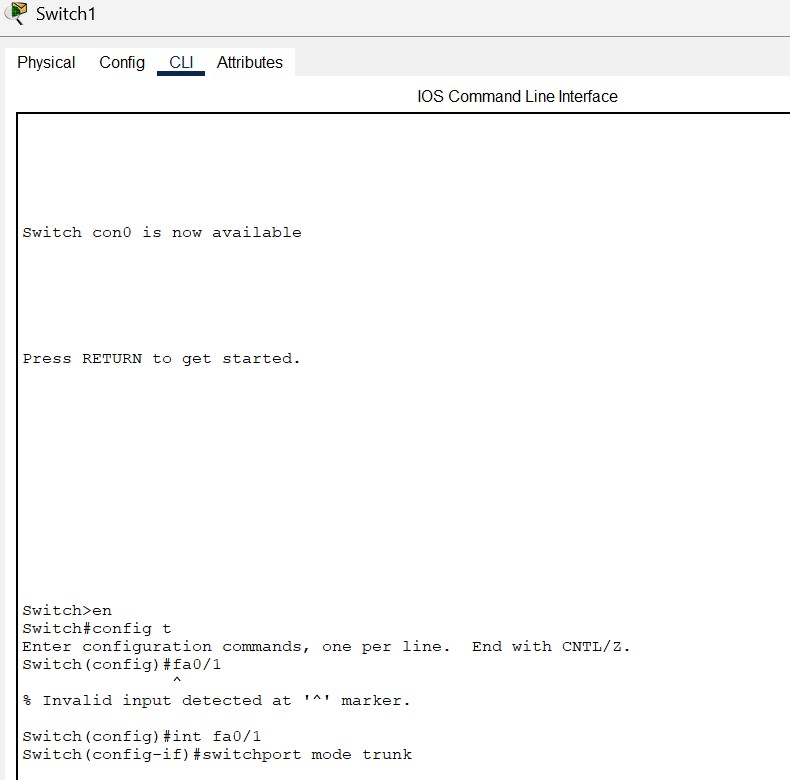 Switch1
Physical Config CLI Attributes
IOS Command Line Interface
Switch con0 is now available
Press RETURN to get started.
Switch>en
Switch#config t
Enter configuration commands, one per line.  End with CNTL/Z.
Switch(config)#fa0/1
^
% Invalid input detected at '^' marker.
Switch(config)#int fa0/1
Switch(config-if)#switchport mode trunk